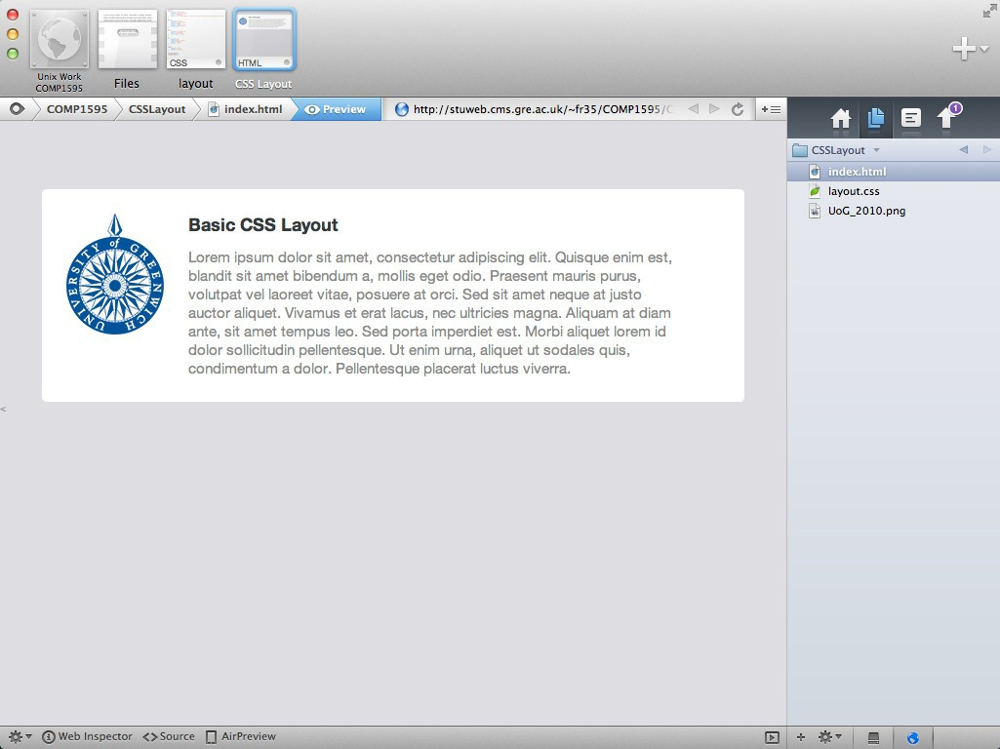 Unix Work
COMP1595
Files
CSS
layout
HTML
CSS Layout
COMP1595
CSSLayout
index.html
Preview
http://stuweb.cms.gre.ac.uk/~fr35/COMP1595/C
1
CSSLayout
index.html
layout.css
UoG_2010.png
UNIVERSITY of GREENWICH
Basic CSS Layout
Lorem ipsum dolor sit amet, consectetur adipiscing elit. Quisque enim est,
blandit sit amet bibendum a, mollis eget odio. Praesent mauris purus,
volutpat vel laoreet vitae, posuere at orci. Sed sit amet neque at justo
auctor aliquet. Vivamus et erat lacus, nec ultricies magna. Aliquam at diam
ante, sit amet tempus leo. Sed porta imperdiet est. Morbi aliquet lorem id
dolor sollicitudin pellentesque. Ut enim urna, aliquet ut sodales quis,
condimentum a dolor. Pellentesque placerat luctus viverra.
<
Web Inspector
Source
AirPreview